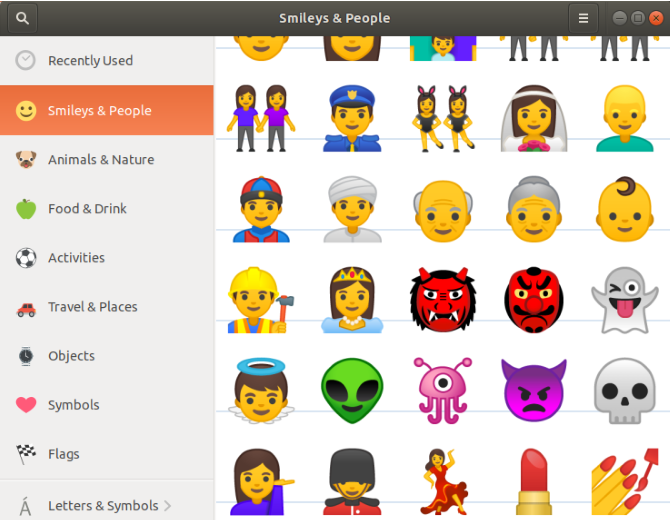 Smileys & People
Recently Used
Smileys & People
Animals & Nature
Food & Drink
Activities
Travel & Places
Objects
Symbols
Flags
Á Letters & Symbols